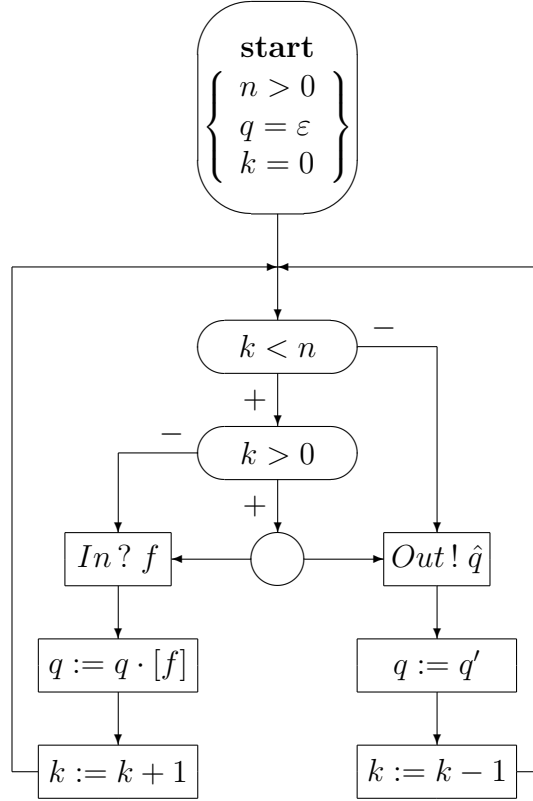 start
n > 0
q = ε
k = 0
k < n
−
+
k > 0
−
+
In ? f
Out ! q̂
q := q · [f]
q := q′
k := k + 1
k := k − 1